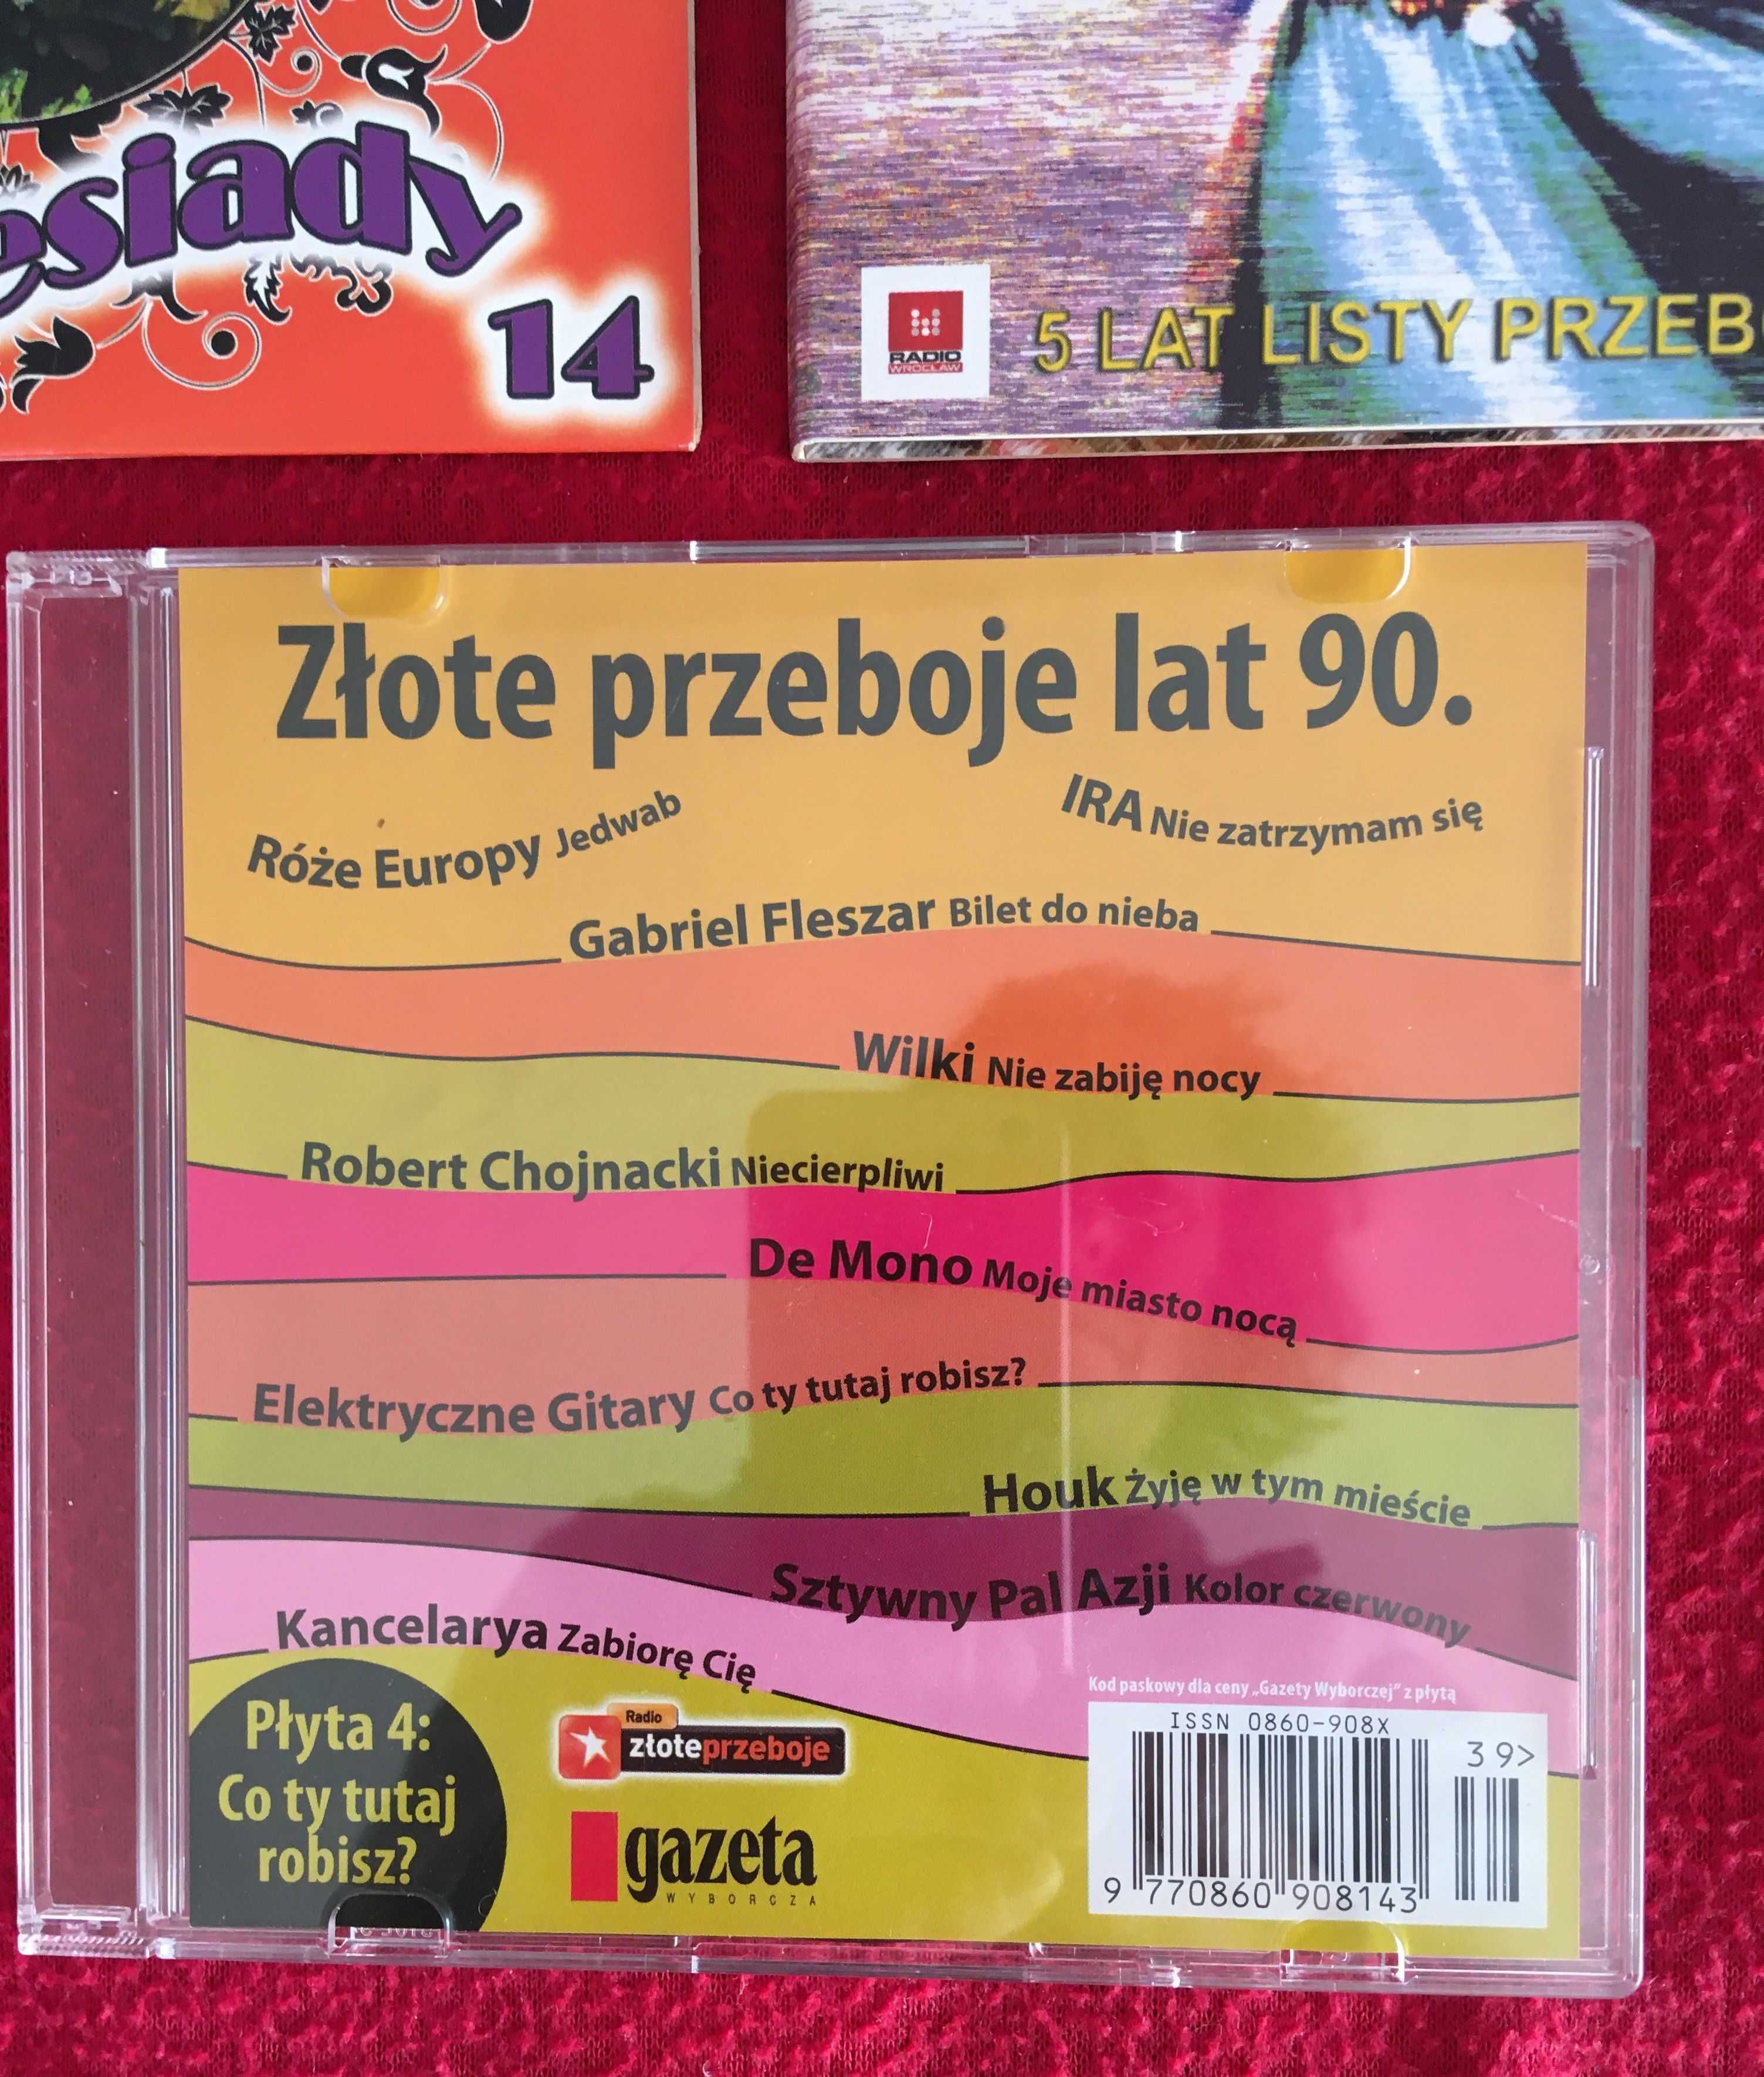 esiady
14
RADIO
WROCŁAW
5 LAT LISTY PRZEB
Złote przeboje lat 90.
Róże Europy Jedwab
IRA Nie zatrzymam się
Gabriel Fleszar Bilet do nieba
Wilki Nie zabiję nocy
Robert Chojnacki Niecierpliwi
De Mono Moje miasto nocą
Elektryczne Gitary Co ty tutaj robisz?
Houk Żyję w tym mieście
Sztywny Pal Azji Kolor czerwony
Kancelarya Zabiorę Cię
Płyta 4:
Co ty tutaj
robisz?
Radio
złoteprzeboje
gazeta
WYBORCZA
Kod paskowy dla ceny „Gazety Wyborczej” z płytą
ISSN 0860-908X
39>
9 770860 908143